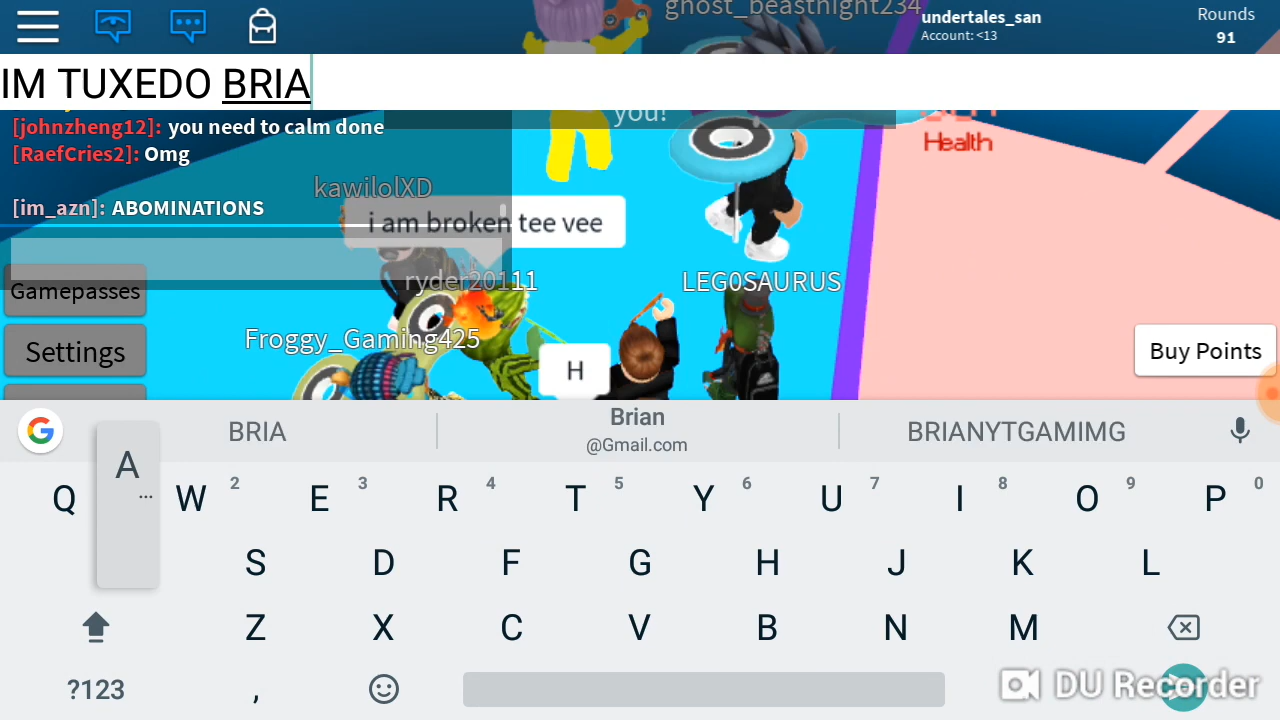 ghost_beastnight234
undertales_san
Account: <13
Rounds
91
IM TUXEDO BRIA
[johnzheng12]: you need to calm done
you!
Health
[RaefCries2]: Omg
kawilolXD
[im_azn]: ABOMINATIONS
i am broken tee vee
ryder20111
LEG0SAURUS
Gamepasses
Froggy_Gaming425
Settings
H
Buy Points
BRIA
Brian
@Gmail.com
BRIANYTGAMIMG
A
...
Q W 2 E 3 R 4 T 5 Y 6 U 7 I 8 O 9 P 0
S D F G H J K L
Z X C V B N M
?123 ,
DU Recorder